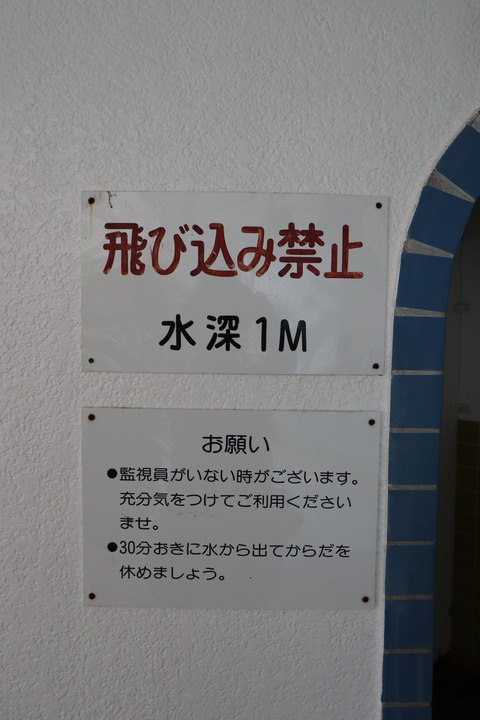 飛び込み禁止
水深1M
お願い
●監視員がいない時がございます。
充分気をつけてご利用ください
ませ。
●30分おきに水から出てからだを
休めましょう。